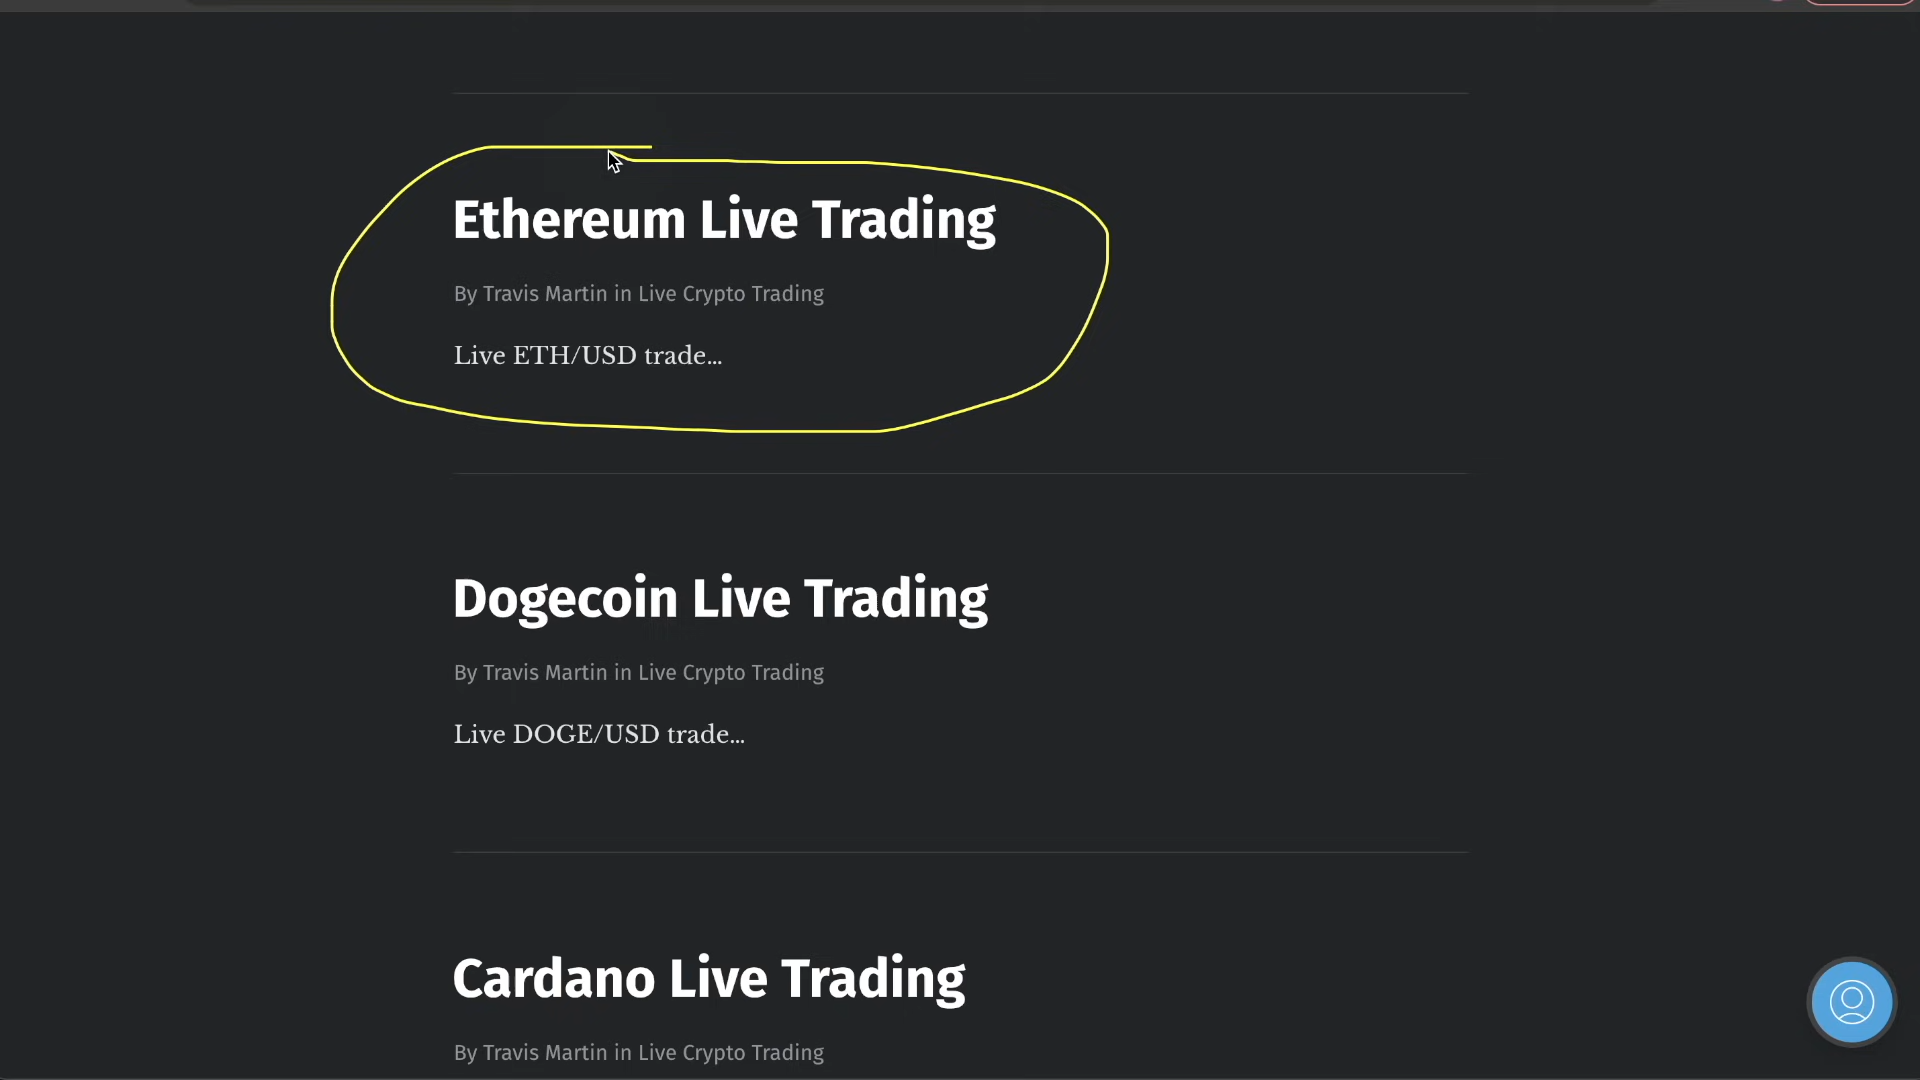 Ethereum Live Trading
By Travis Martin in Live Crypto Trading
Live ETH/USD trade...
Dogecoin Live Trading
By Travis Martin in Live Crypto Trading
Live DOGE/USD trade...
Cardano Live Trading
By Travis Martin in Live Crypto Trading